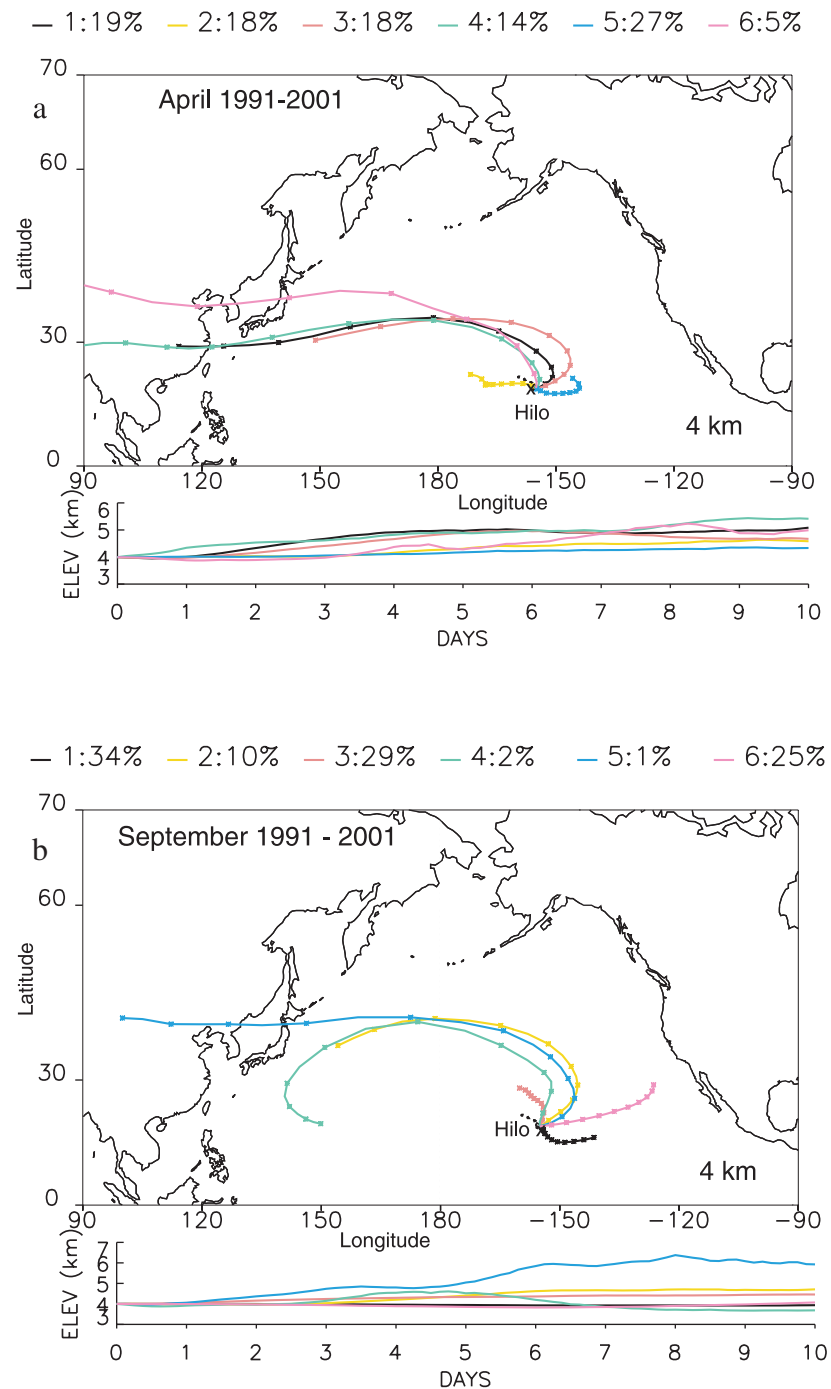 1:19% 2:18% 3:18% 4:14% 5:27% 6:5%
70
a
April 1991-2001
60
Latitude
30
X
Hilo
4 km
0
90 120 150 180 −150 −120 −90
Longitude
ELEV (km)
6
5
4
3
0 1 2 3 4 5 6 7 8 9 10
DAYS
1:34% 2:10% 3:29% 4:2% 5:1% 6:25%
70
b
September 1991 - 2001
60
Latitude
30
Hilo X
4 km
0
90 120 150 180 −150 −120 −90
Longitude
ELEV (km)
7
6
5
4
3
0 1 2 3 4 5 6 7 8 9 10
DAYS